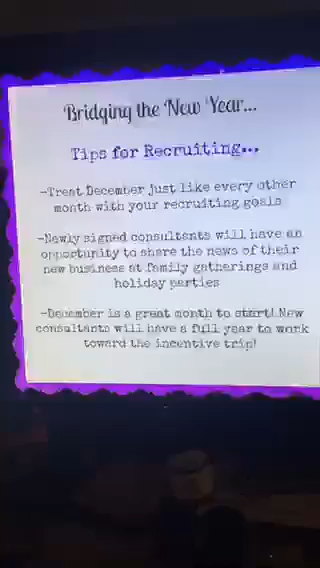 Bridging the New Year...
Tips for Recruiting...
-Treat December just like every other
month with your recruiting goals
-Newly signed consultants will have an
opportunity to share the news of their
new business at family gatherings and
holiday parties
-December is a great month to start! New
consultants will have a full year to work
toward the incentive trip!